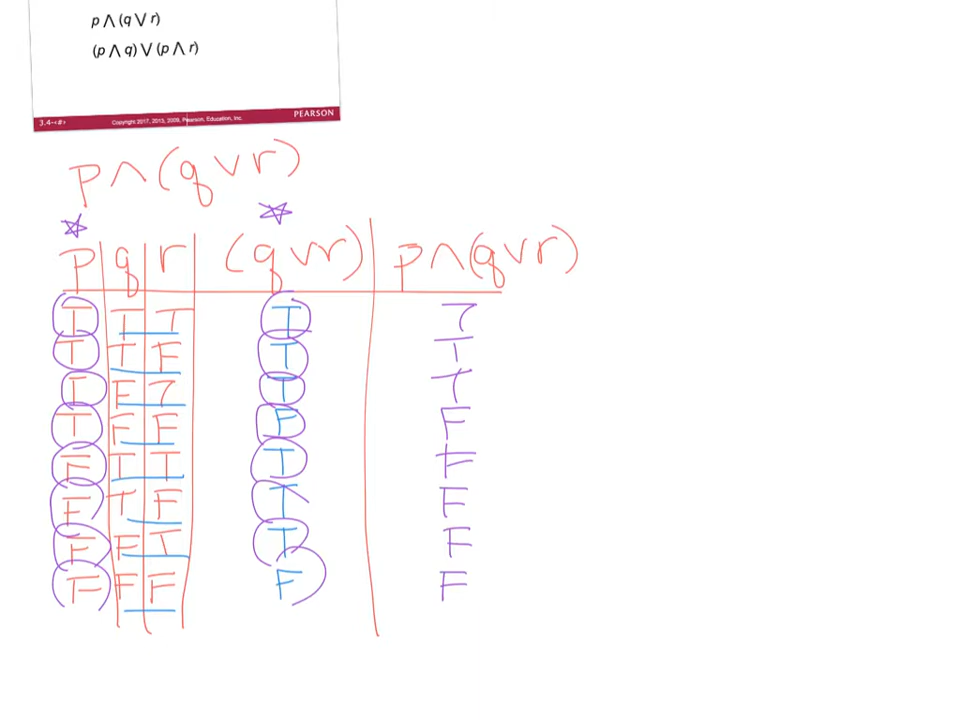 p ∧ (q ∨ r)
(p ∧ q) ∨ (p ∧ r)
3.4-<#> Copyright 2017, 2013, 2009, Pearson, Education, Inc. PEARSON
p ∧ (q ∨ r)
p q r (q ∨ r) p ∧ (q ∨ r)
T T T T T
T T F T T
T F T T T
T F F F F
F T T T F
F T F T F
F F T T F
F F F F F